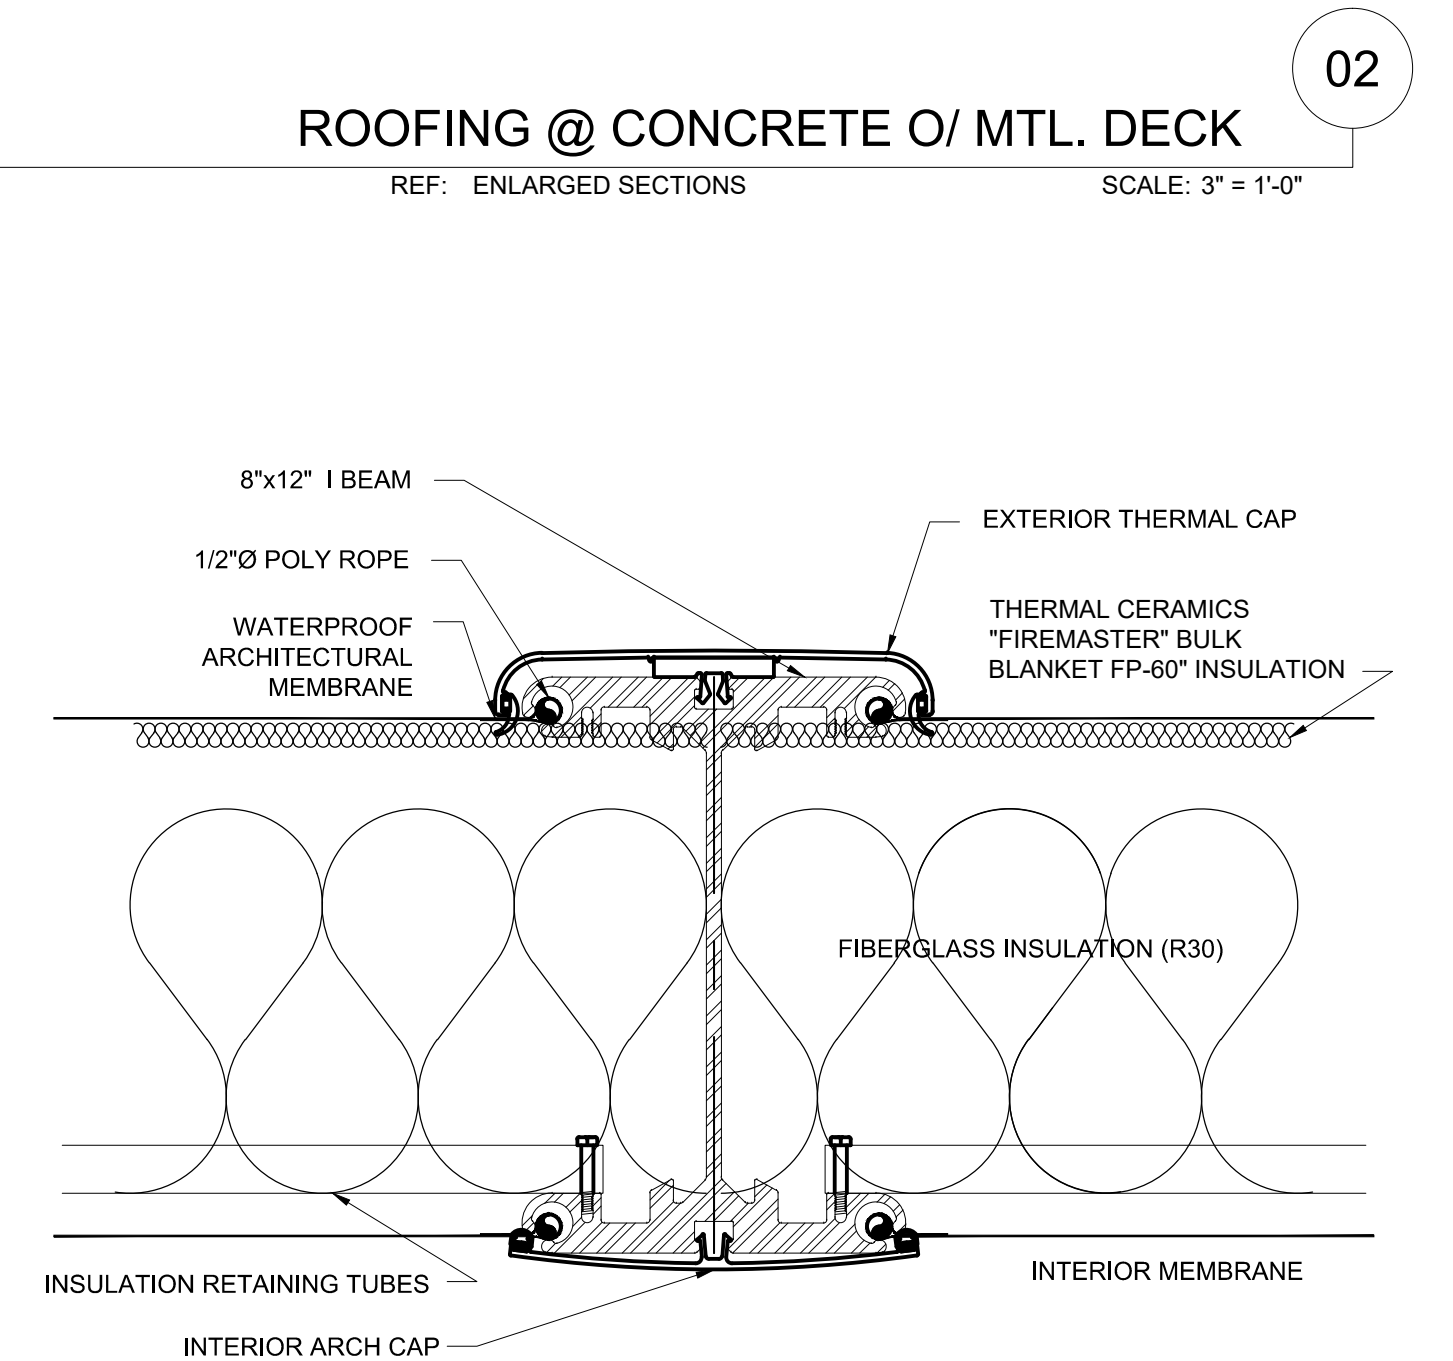 02
ROOFING @ CONCRETE O/ MTL. DECK
REF: ENLARGED SECTIONS
SCALE: 3" = 1'-0"
8"x12" I BEAM
1/2"Ø POLY ROPE
WATERPROOF
ARCHITECTURAL
MEMBRANE
EXTERIOR THERMAL CAP
THERMAL CERAMICS
"FIREMASTER" BULK
BLANKET FP-60" INSULATION
FIBERGLASS INSULATION (R30)
INSULATION RETAINING TUBES
INTERIOR MEMBRANE
INTERIOR ARCH CAP